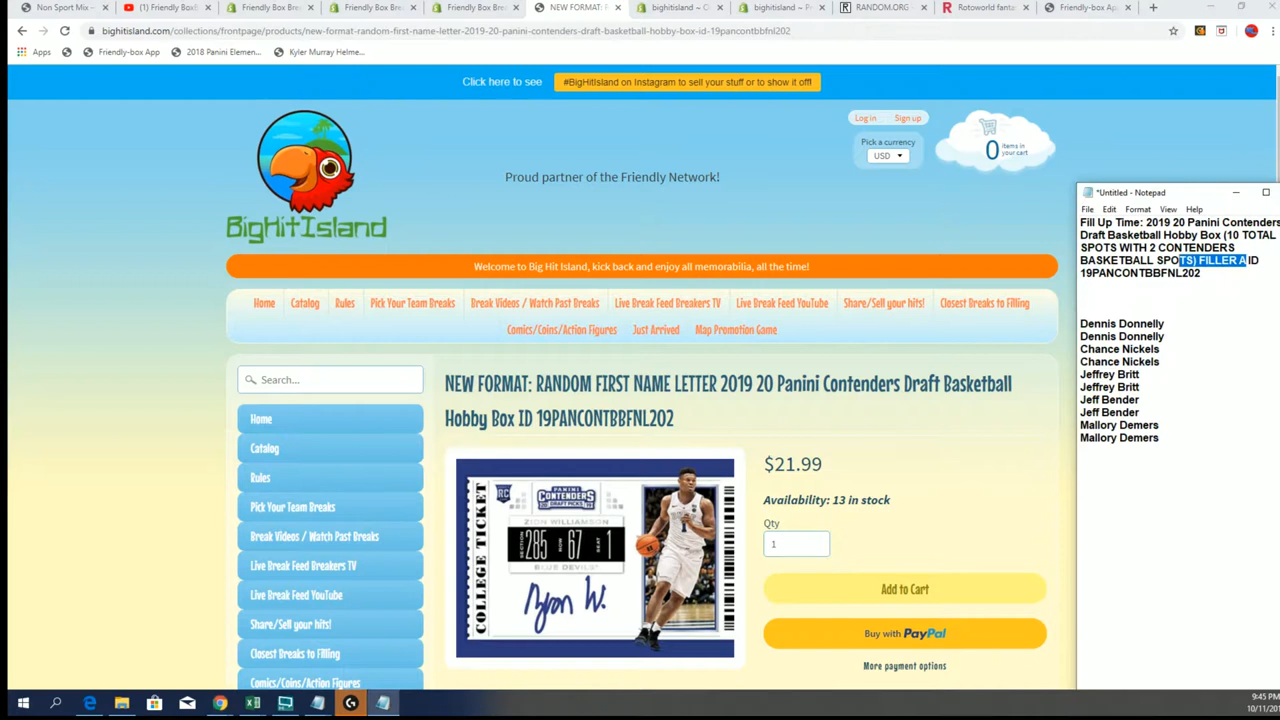 Non Sport Mix -
(1) Friendly Box
Friendly Box Bre
Friendly Box Bre
Friendly Box Bre
NEW FORMAT: F
bighitisland ~ O
bighitisland ~ P
RANDOM.ORG -
Rotoworld fanta
Friendly-box Ap
bighitisland.com/collections/frontpage/products/new-format-random-first-name-letter-2019-20-panini-contenders-draft-basketball-hobby-box-id-19pancontbbfnl202
Apps
Friendly-box App
2018 Panini Elemen...
Kyler Murray Helme...
Click here to see
#BigHitIsland on Instagram to sell your stuff or to show it off!
Log in
Sign up
Pick a currency
USD
0 items in your cart
Proud partner of the Friendly Network!
BigHitIsland
Welcome to Big Hit Island, kick back and enjoy all memorabilia, all the time!
Home
Catalog
Rules
Pick Your Team Breaks
Break Videos / Watch Past Breaks
Live Break Feed Breakers TV
Live Break Feed YouTube
Share/Sell your hits!
Closest Breaks to Filling
Comics/Coins/Action Figures
Just Arrived
Map Promotion Game
Search...
Home
Catalog
Rules
Pick Your Team Breaks
Break Videos / Watch Past Breaks
Live Break Feed Breakers TV
Live Break Feed YouTube
Share/Sell your hits!
Closest Breaks to Filling
Comics/Coins/Action Figures
NEW FORMAT: RANDOM FIRST NAME LETTER 2019 20 Panini Contenders Draft Basketball
Hobby Box ID 19PANCONTBBFNL202
COLLEGE TICKET
RC
PANINI
CONTENDERS
DRAFT PICKS
ZION WILLIAMSON
SECTION 285 ROW 67 SEAT 1
BLUE DEVILS
$21.99
Availability: 13 in stock
Qty
1
Add to Cart
Buy with PayPal
More payment options
*Untitled - Notepad
File Edit Format View Help
Fill Up Time: 2019 20 Panini Contenders
Draft Basketball Hobby Box (10 TOTAL
SPOTS WITH 2 CONTENDERS
BASKETBALL SPOTS) FILLER A ID
19PANCONTBBFNL202
Dennis Donnelly
Dennis Donnelly
Chance Nickels
Chance Nickels
Jeffrey Britt
Jeffrey Britt
Jeff Bender
Jeff Bender
Mallory Demers
Mallory Demers
9:45 PM
10/11/201